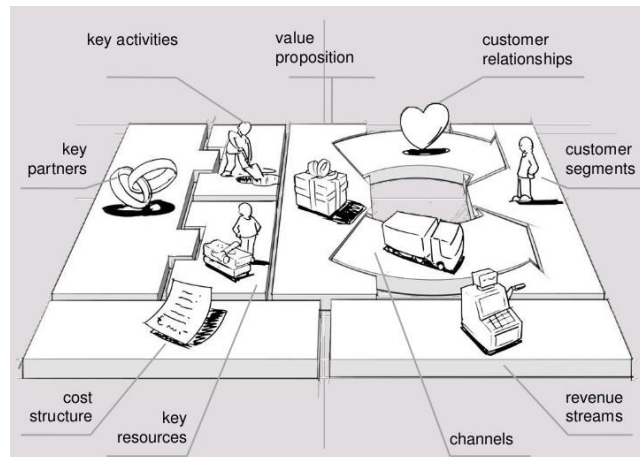 key activities
value
proposition
customer
relationships
key
partners
customer
segments
cost
structure
key
resources
channels
revenue
streams